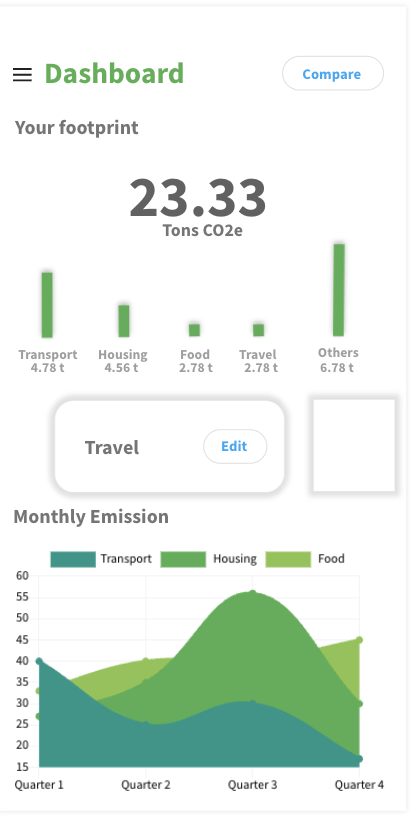 Dashboard
Compare
Your footprint
23.33
Tons CO2e
Transport Housing Food Travel Others
4.78 t 4.56 t 2.78 t 2.78 t 6.78 t
Travel
Edit
Monthly Emission
Transport Housing Food
60
55
50
45
40
35
30
25
20
15
Quarter 1 Quarter 2 Quarter 3 Quarter 4